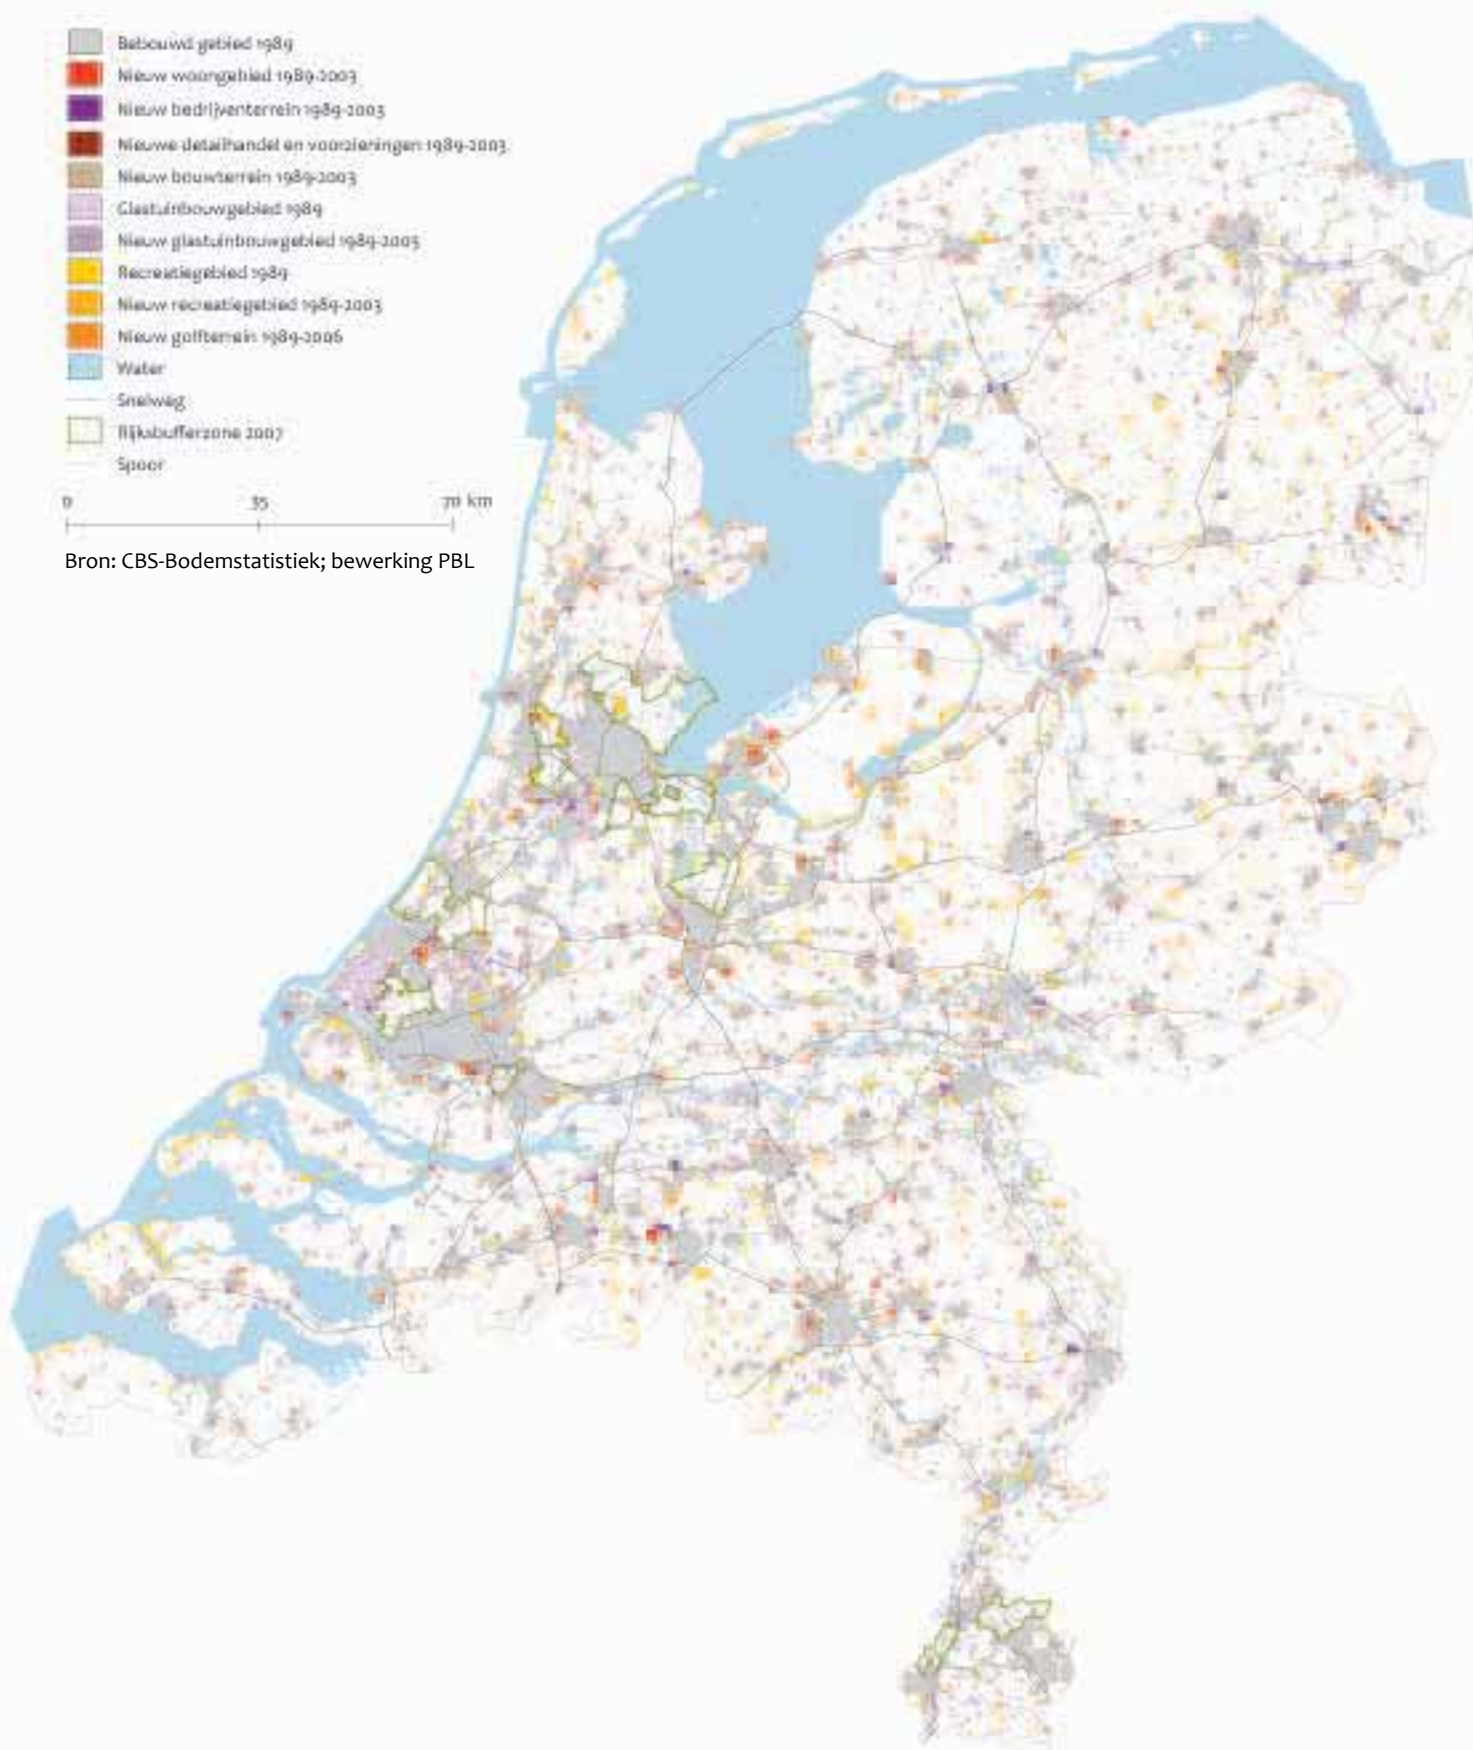 Bebouwd gebied 1989
Nieuw woongebied 1989-2003
Nieuw bedrijventerrein 1989-2003
Nieuwe detailhandel en voorzieningen 1989-2003
Nieuw bouwterrein 1989-2003
Glastuinbouwgebied 1989
Nieuw glastuinbouwgebied 1989-2003
Recreatiegebied 1989
Nieuw recreatiegebied 1989-2003
Nieuw golfterrein 1989-2006
Water
Snelweg
Rijksbufferzone 2007
Spoor
0 35 70 km
Bron: CBS-Bodemstatistiek; bewerking PBL